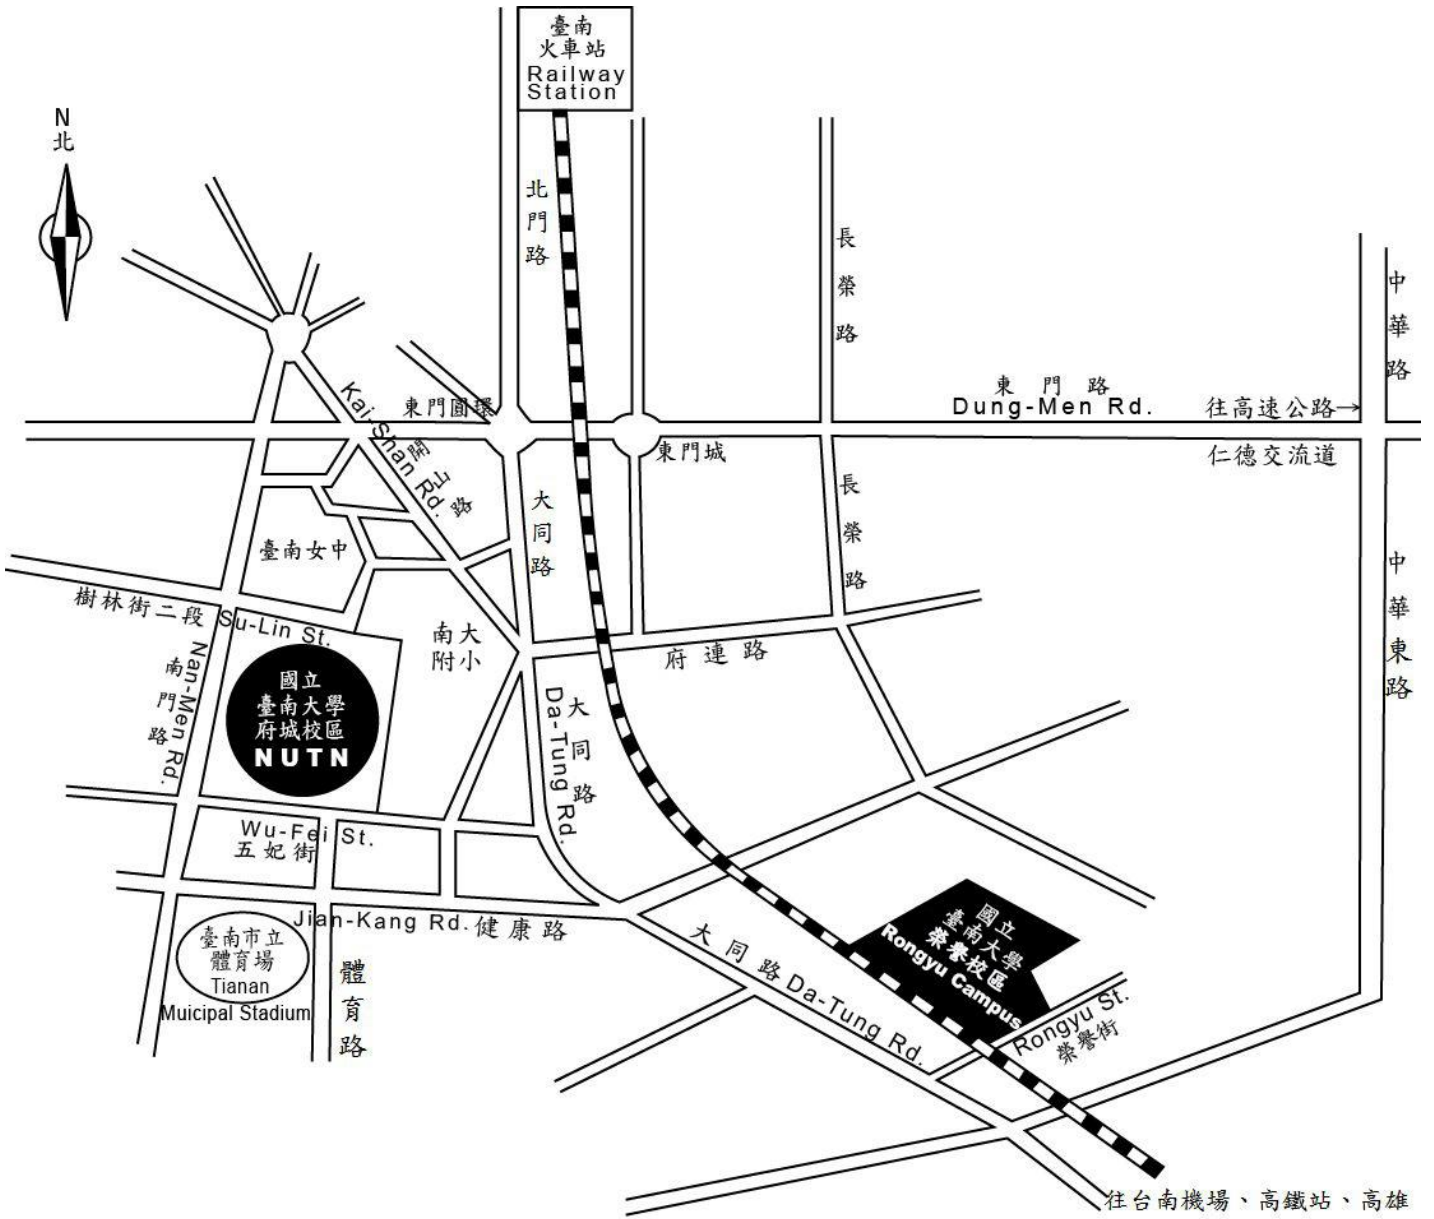 臺南
火車站
Railway
Station
N
北
北門路
長榮路
中華路
東門路
Dung-Men Rd.
往高速公路→
仁德交流道
東門圓環
東門城
Kai-Shan Rd.
開山路
大同路
長榮路
中華東路
臺南女中
樹林街二段
Su-Lin St.
南大
附小
府連路
Nan-Men Rd.
南門路
國立
臺南大學
府城校區
NUTN
大同路
Da-Tung Rd.
Wu-Fei St.
五妃街
Jian-Kang Rd. 健康路
臺南市立
體育場
Tianan
Muicipal Stadium
體育路
大同路 Da-Tung Rd.
國立
臺南大學
榮譽校區
Rongyu Campus
Rongyu St.
榮譽街
往台南機場、高鐵站、高雄